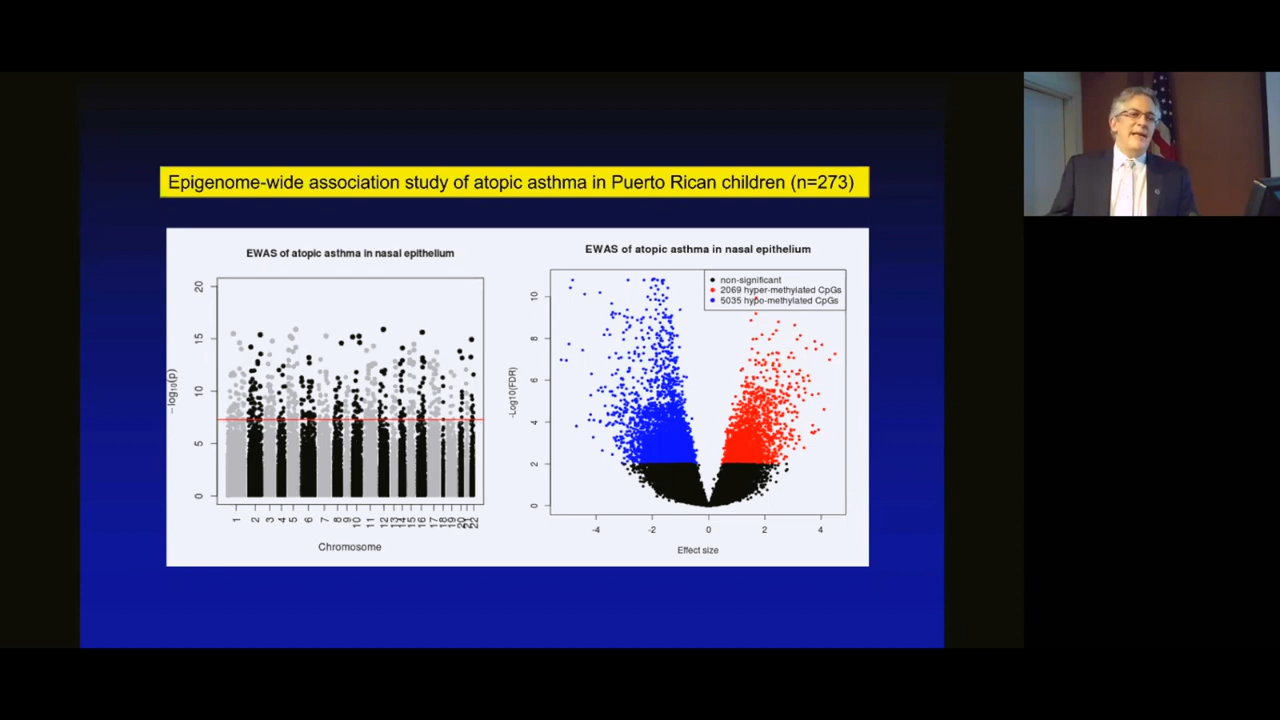 Epigenome-wide association study of atopic asthma in Puerto Rican children (n=273)
EWAS of atopic asthma in nasal epithelium
20
15
10
5
0
−log10(p)
1 2 3 4 5 6 7 8 9 10 11 12 13 14 15 16 17 18 19 20 21 22
Chromosome
EWAS of atopic asthma in nasal epithelium
non-significant
2069 hyper-methylated CpGs
5035 hypo-methylated CpGs
10
8
6
4
2
0
-Log10(FDR)
-4 -2 0 2 4
Effect size